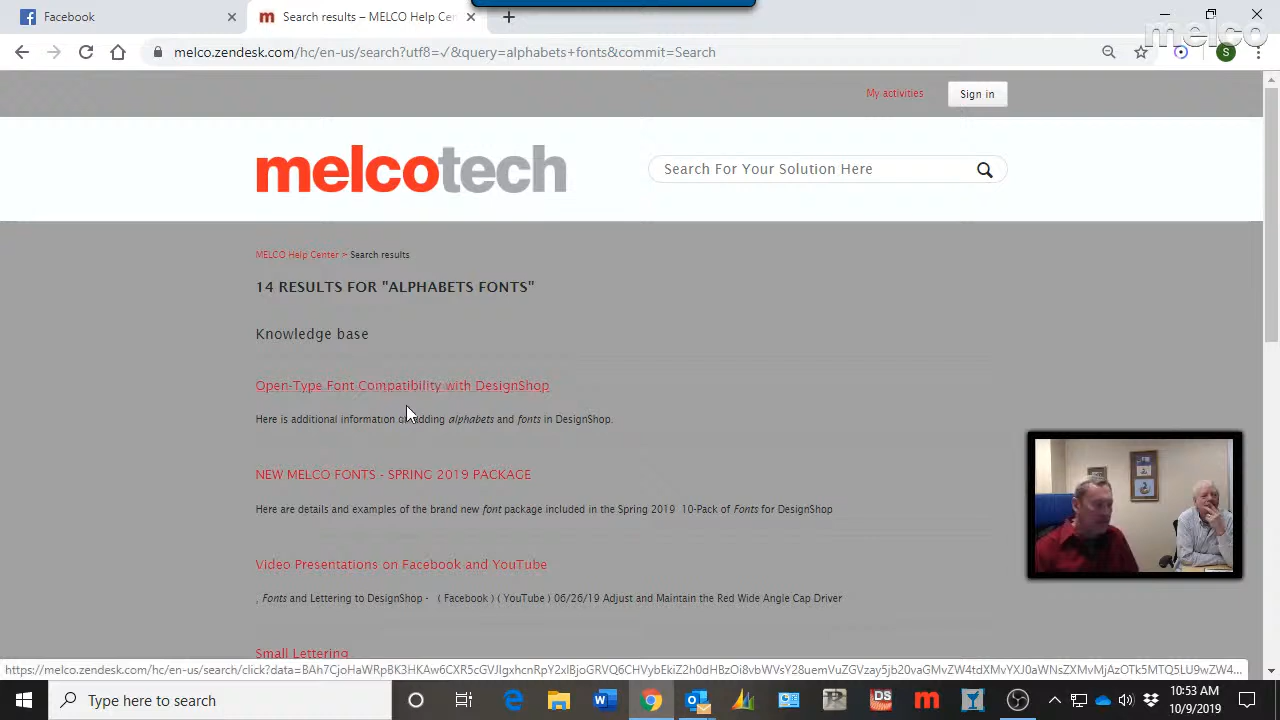 Facebook
Search results – MELCO Help Cen
melco
melco.zendesk.com/hc/en-us/search?utf8=✓&query=alphabets+fonts&commit=Search
S
My activities
Sign in
melcotech
Search For Your Solution Here
MELCO Help Center > Search results
14 RESULTS FOR "ALPHABETS FONTS"
Knowledge base
Open-Type Font Compatibility with DesignShop
Here is additional information adding alphabets and fonts in DesignShop.
NEW MELCO FONTS - SPRING 2019 PACKAGE
Here are details and examples of the brand new font package included in the Spring 2019 10-Pack of Fonts for DesignShop
Video Presentations on Facebook and YouTube
, Fonts and Lettering to DesignShop - ( Facebook ) ( YouTube ) 06/26/19 Adjust and Maintain the Red Wide Angle Cap Driver
Small Lettering
Type here to search
DS
m
10:53 AM
10/9/2019